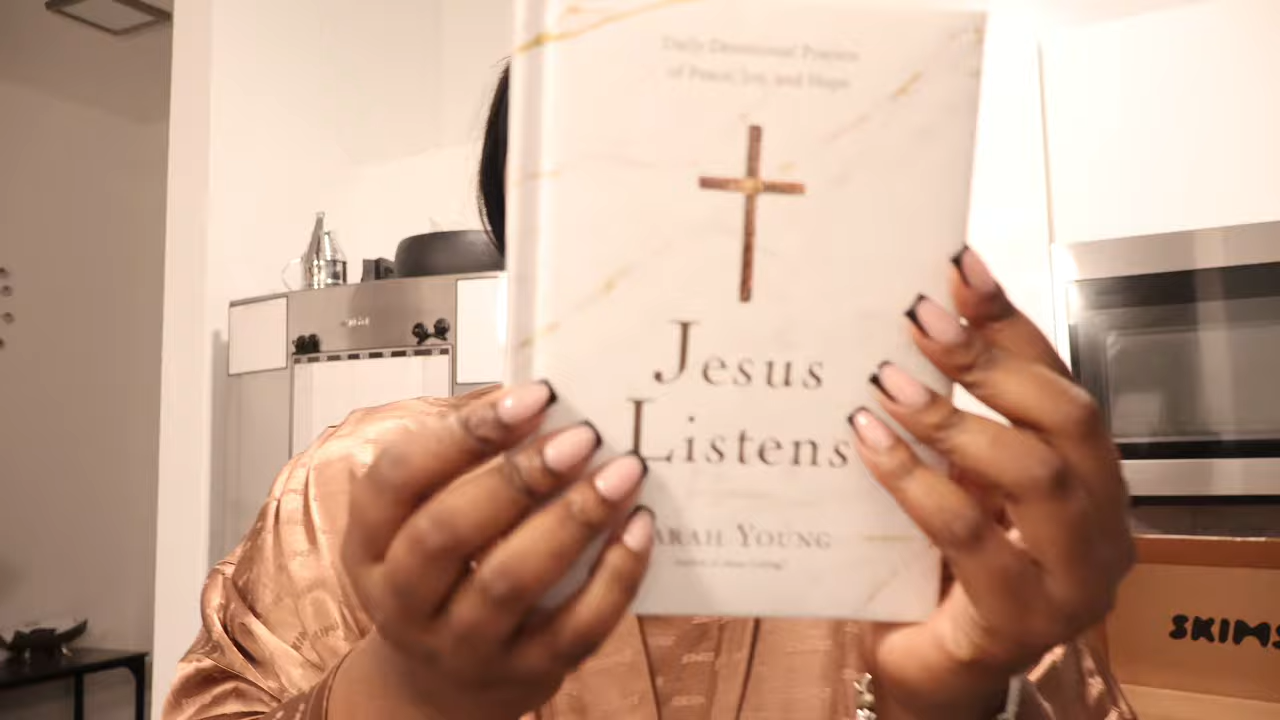 Daily Devotional Prayers
of Peace, Joy, and Hope
Jesus
Listens
ARAH YOUNG
SKIMS